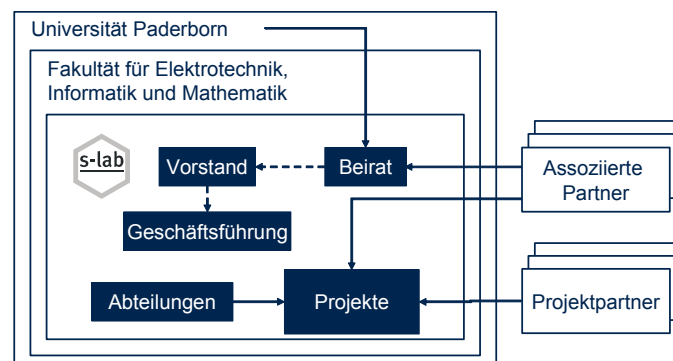 Universität Paderborn
Fakultät für Elektrotechnik,
Informatik und Mathematik
s-lab
Vorstand
Beirat
Assoziierte
Partner
Geschäftsführung
Abteilungen
Projekte
Projektpartner